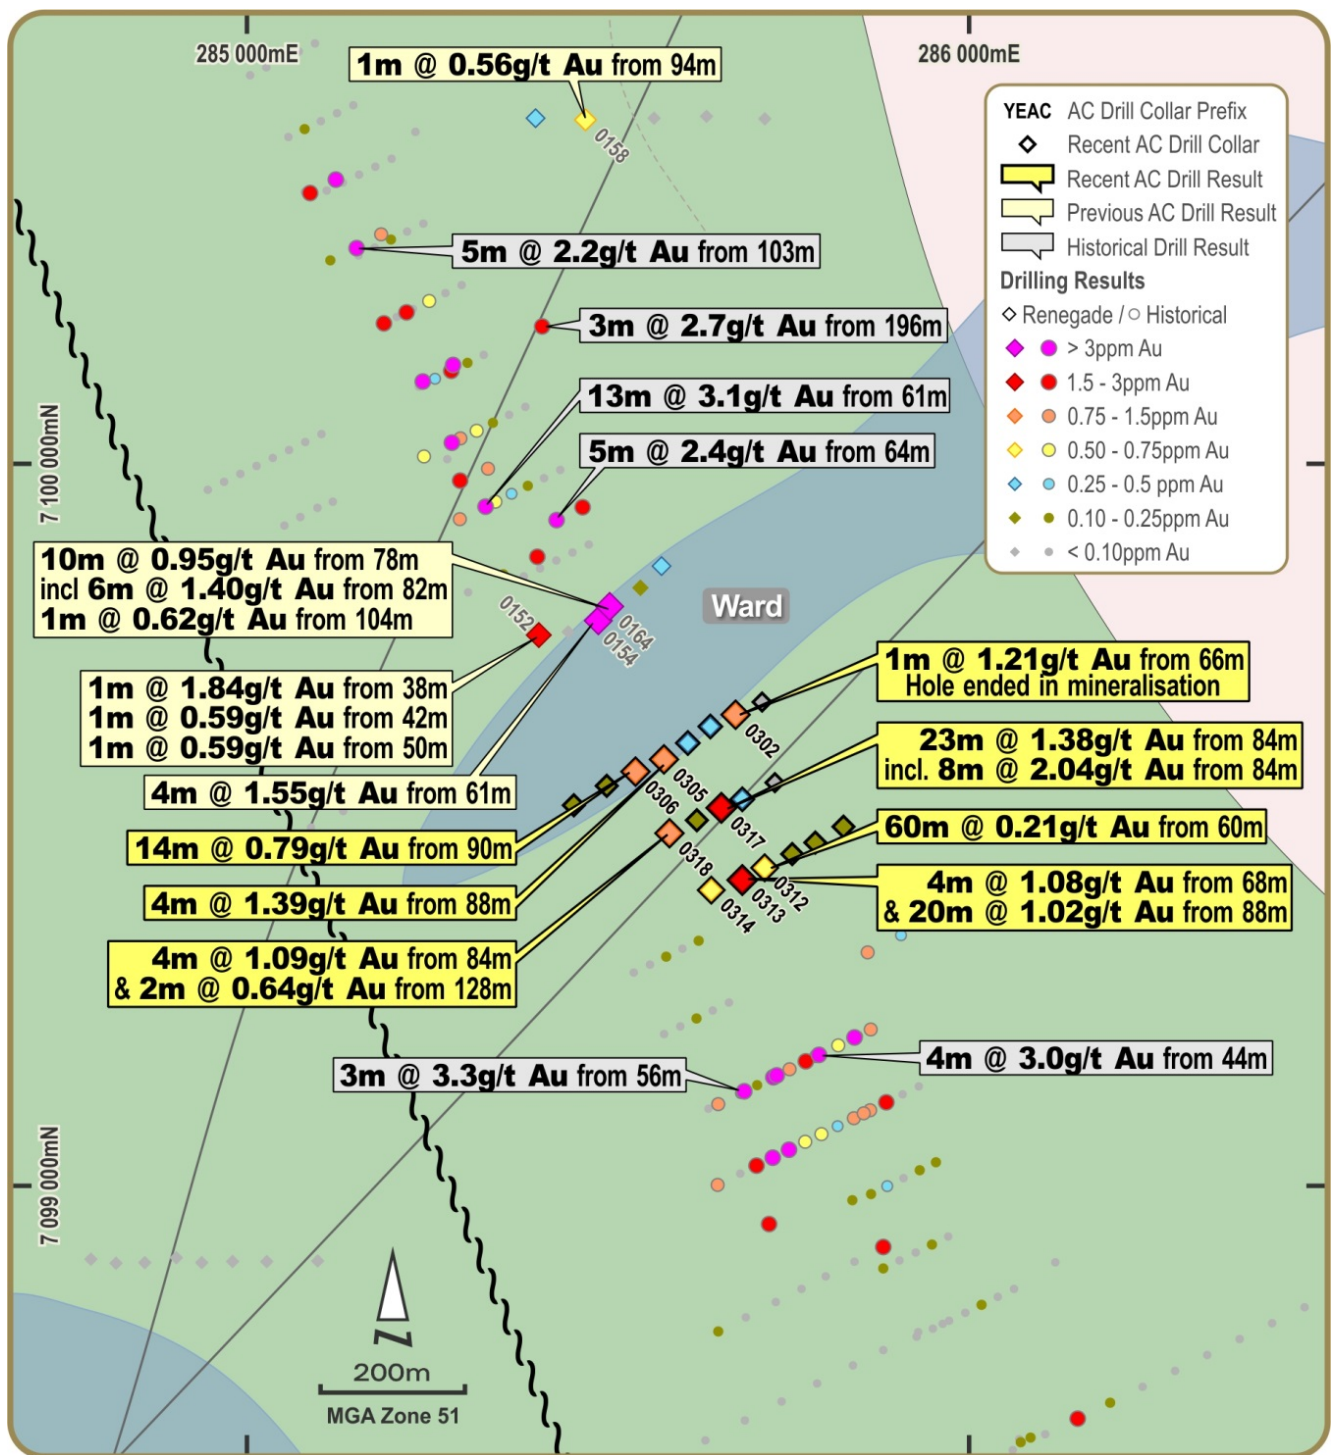 285 000mE
286 000mE
1m @ 0.56g/t Au from 94m
0158
YEAC AC Drill Collar Prefix
Recent AC Drill Collar
Recent AC Drill Result
Previous AC Drill Result
Historical Drill Result
Drilling Results
Renegade / Historical
> 3ppm Au
1.5 - 3ppm Au
0.75 - 1.5ppm Au
0.50 - 0.75ppm Au
0.25 - 0.5 ppm Au
0.10 - 0.25ppm Au
< 0.10ppm Au
5m @ 2.2g/t Au from 103m
3m @ 2.7g/t Au from 196m
13m @ 3.1g/t Au from 61m
5m @ 2.4g/t Au from 64m
7 100 000mN
10m @ 0.95g/t Au from 78m
incl 6m @ 1.40g/t Au from 82m
1m @ 0.62g/t Au from 104m
0152
0164
0154
Ward
1m @ 1.84g/t Au from 38m
1m @ 0.59g/t Au from 42m
1m @ 0.59g/t Au from 50m
4m @ 1.55g/t Au from 61m
1m @ 1.21g/t Au from 66m
Hole ended in mineralisation
0302
23m @ 1.38g/t Au from 84m
incl. 8m @ 2.04g/t Au from 84m
0305
0306
0317
14m @ 0.79g/t Au from 90m
60m @ 0.21g/t Au from 60m
0318
0312
0313
0314
4m @ 1.39g/t Au from 88m
4m @ 1.08g/t Au from 68m
& 20m @ 1.02g/t Au from 88m
4m @ 1.09g/t Au from 84m
& 2m @ 0.64g/t Au from 128m
3m @ 3.3g/t Au from 56m
4m @ 3.0g/t Au from 44m
7 099 000mN
N
200m
MGA Zone 51